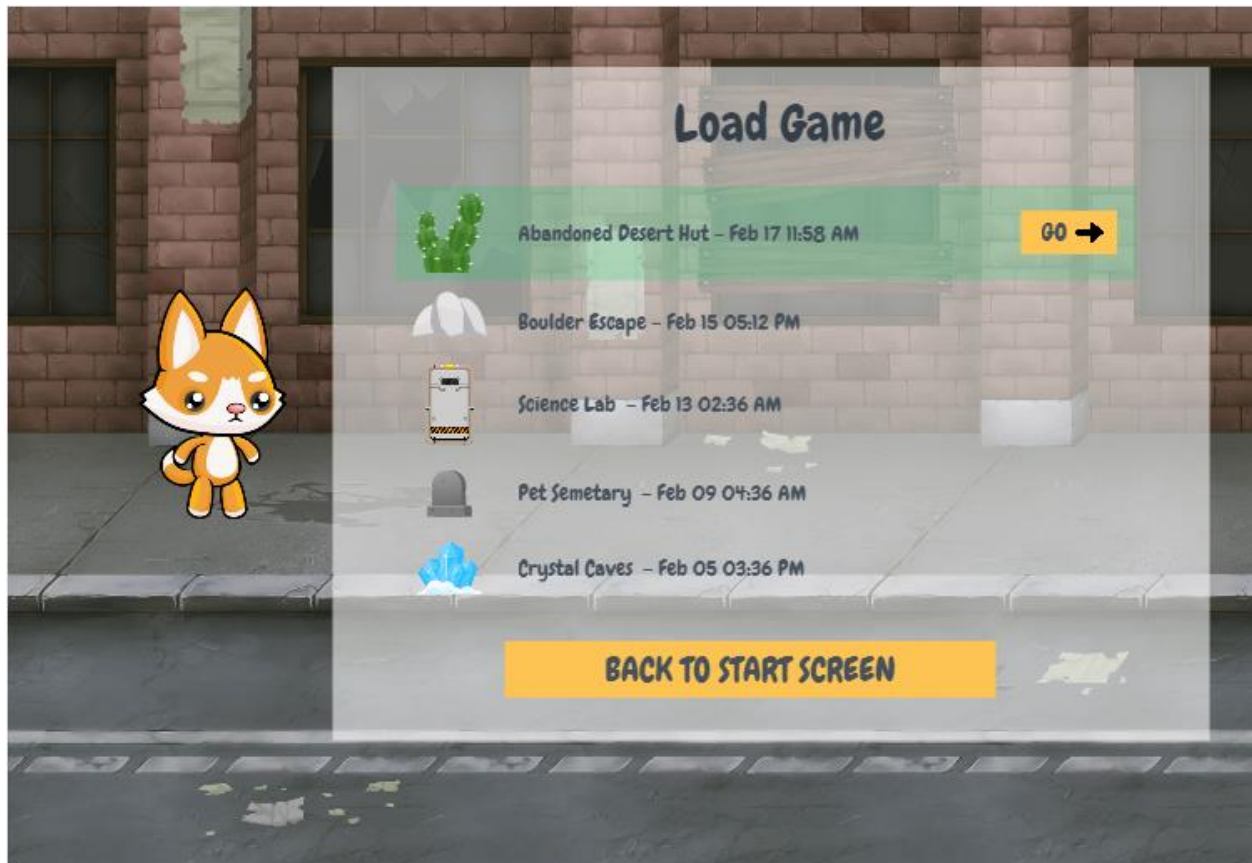 Load Game
Abandoned Desert Hut - Feb 17 11:58 AM
GO
Boulder Escape - Feb 15 05:12 PM
Science Lab - Feb 13 02:36 AM
Pet Semetary - Feb 09 04:36 AM
Crystal Caves - Feb 05 03:36 PM
BACK TO START SCREEN